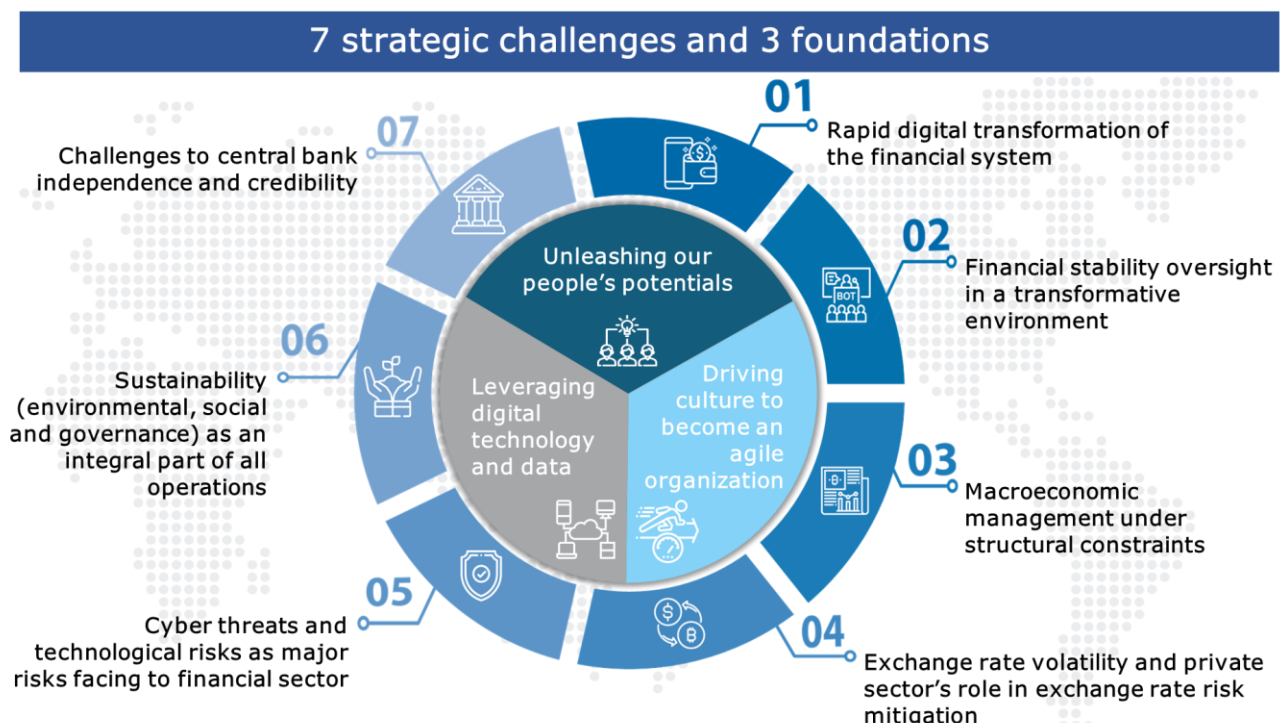 7 strategic challenges and 3 foundations
01
Rapid digital transformation of
the financial system
02
Financial stability oversight
in a transformative
environment
03
Macroeconomic
management under
structural constraints
04
Exchange rate volatility and private
sector's role in exchange rate risk
mitigation
05
Cyber threats and
technological risks as major
risks facing to financial sector
06
Sustainability
(environmental, social
and governance) as an
integral part of all
operations
07
Challenges to central bank
independence and credibility
Unleashing our
people's potentials
Driving
culture to
become an
agile
organization
Leveraging
digital
technology
and data
BOT
$
$
B